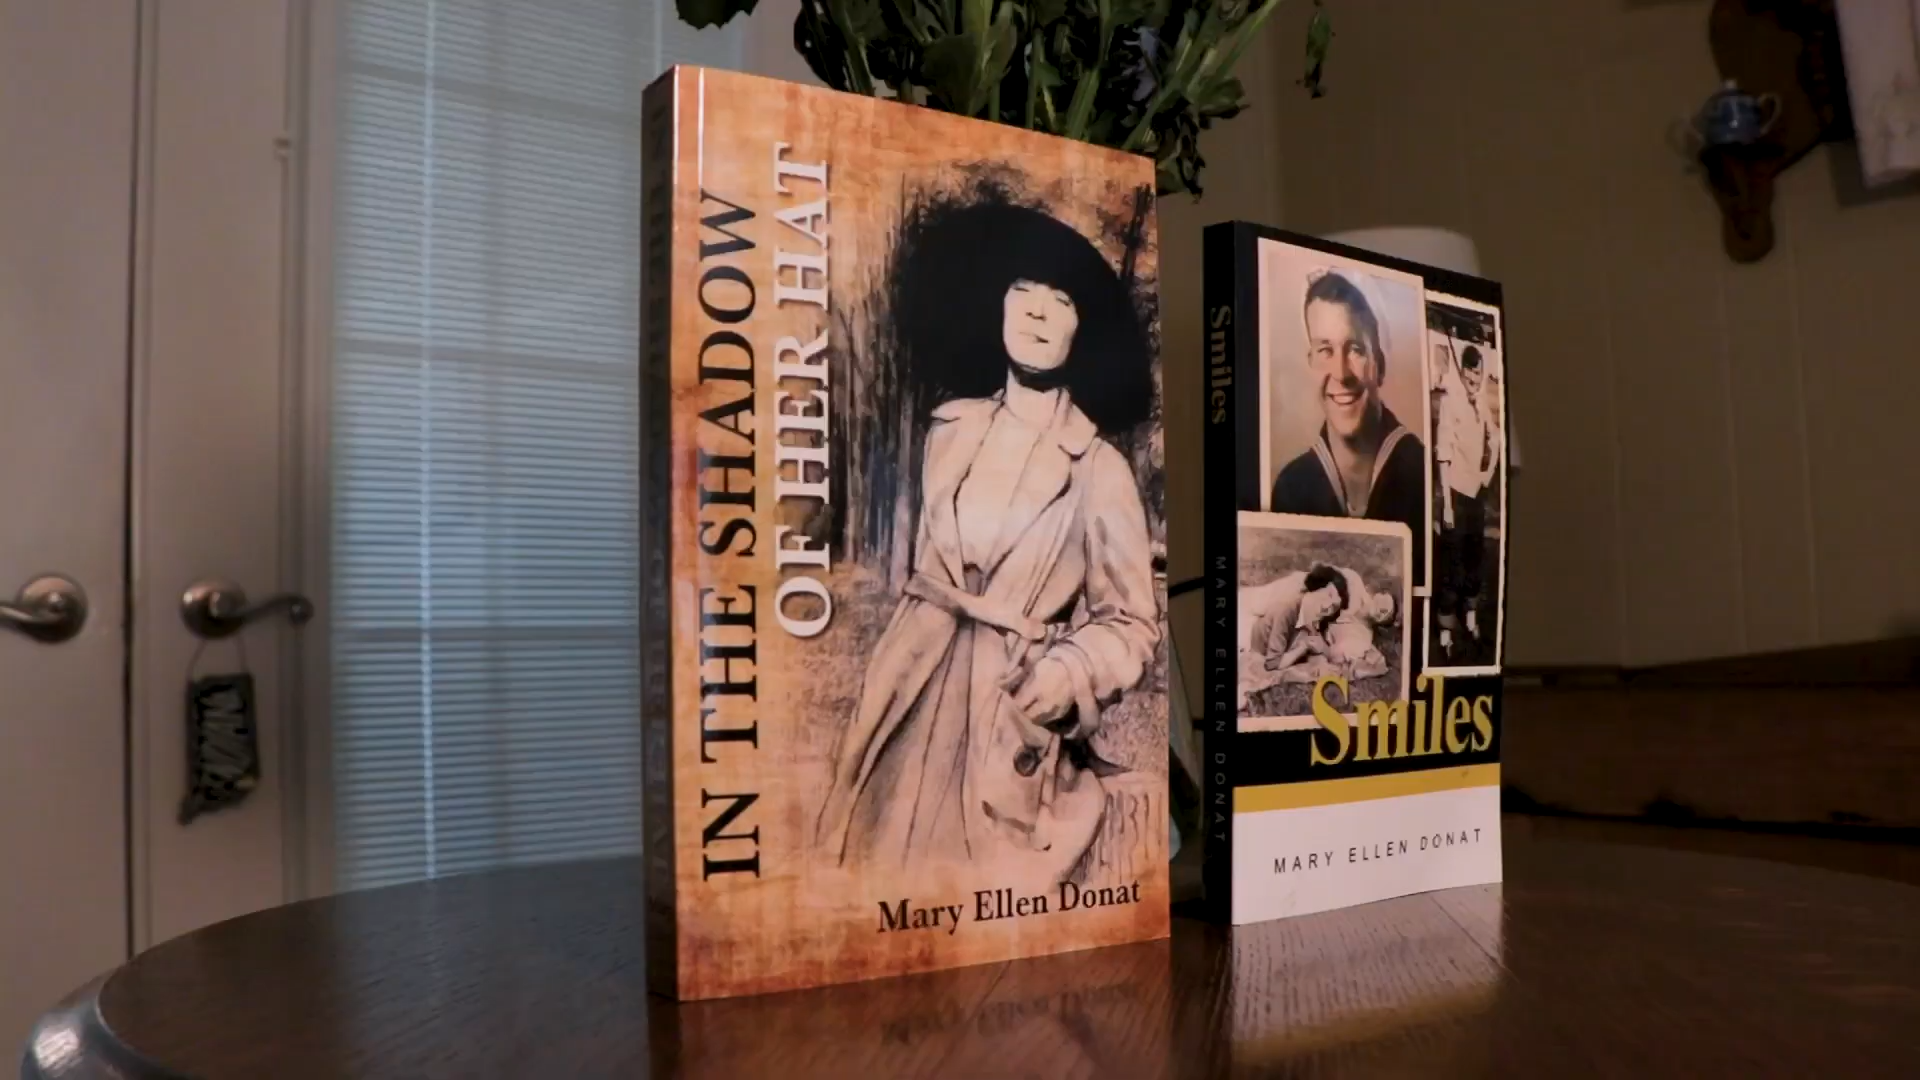 IN THE SHADOW
OF HER HAT
Mary Ellen Donat
Smiles
MARY ELLEN DONAT
Smiles
MARY ELLEN DONAT